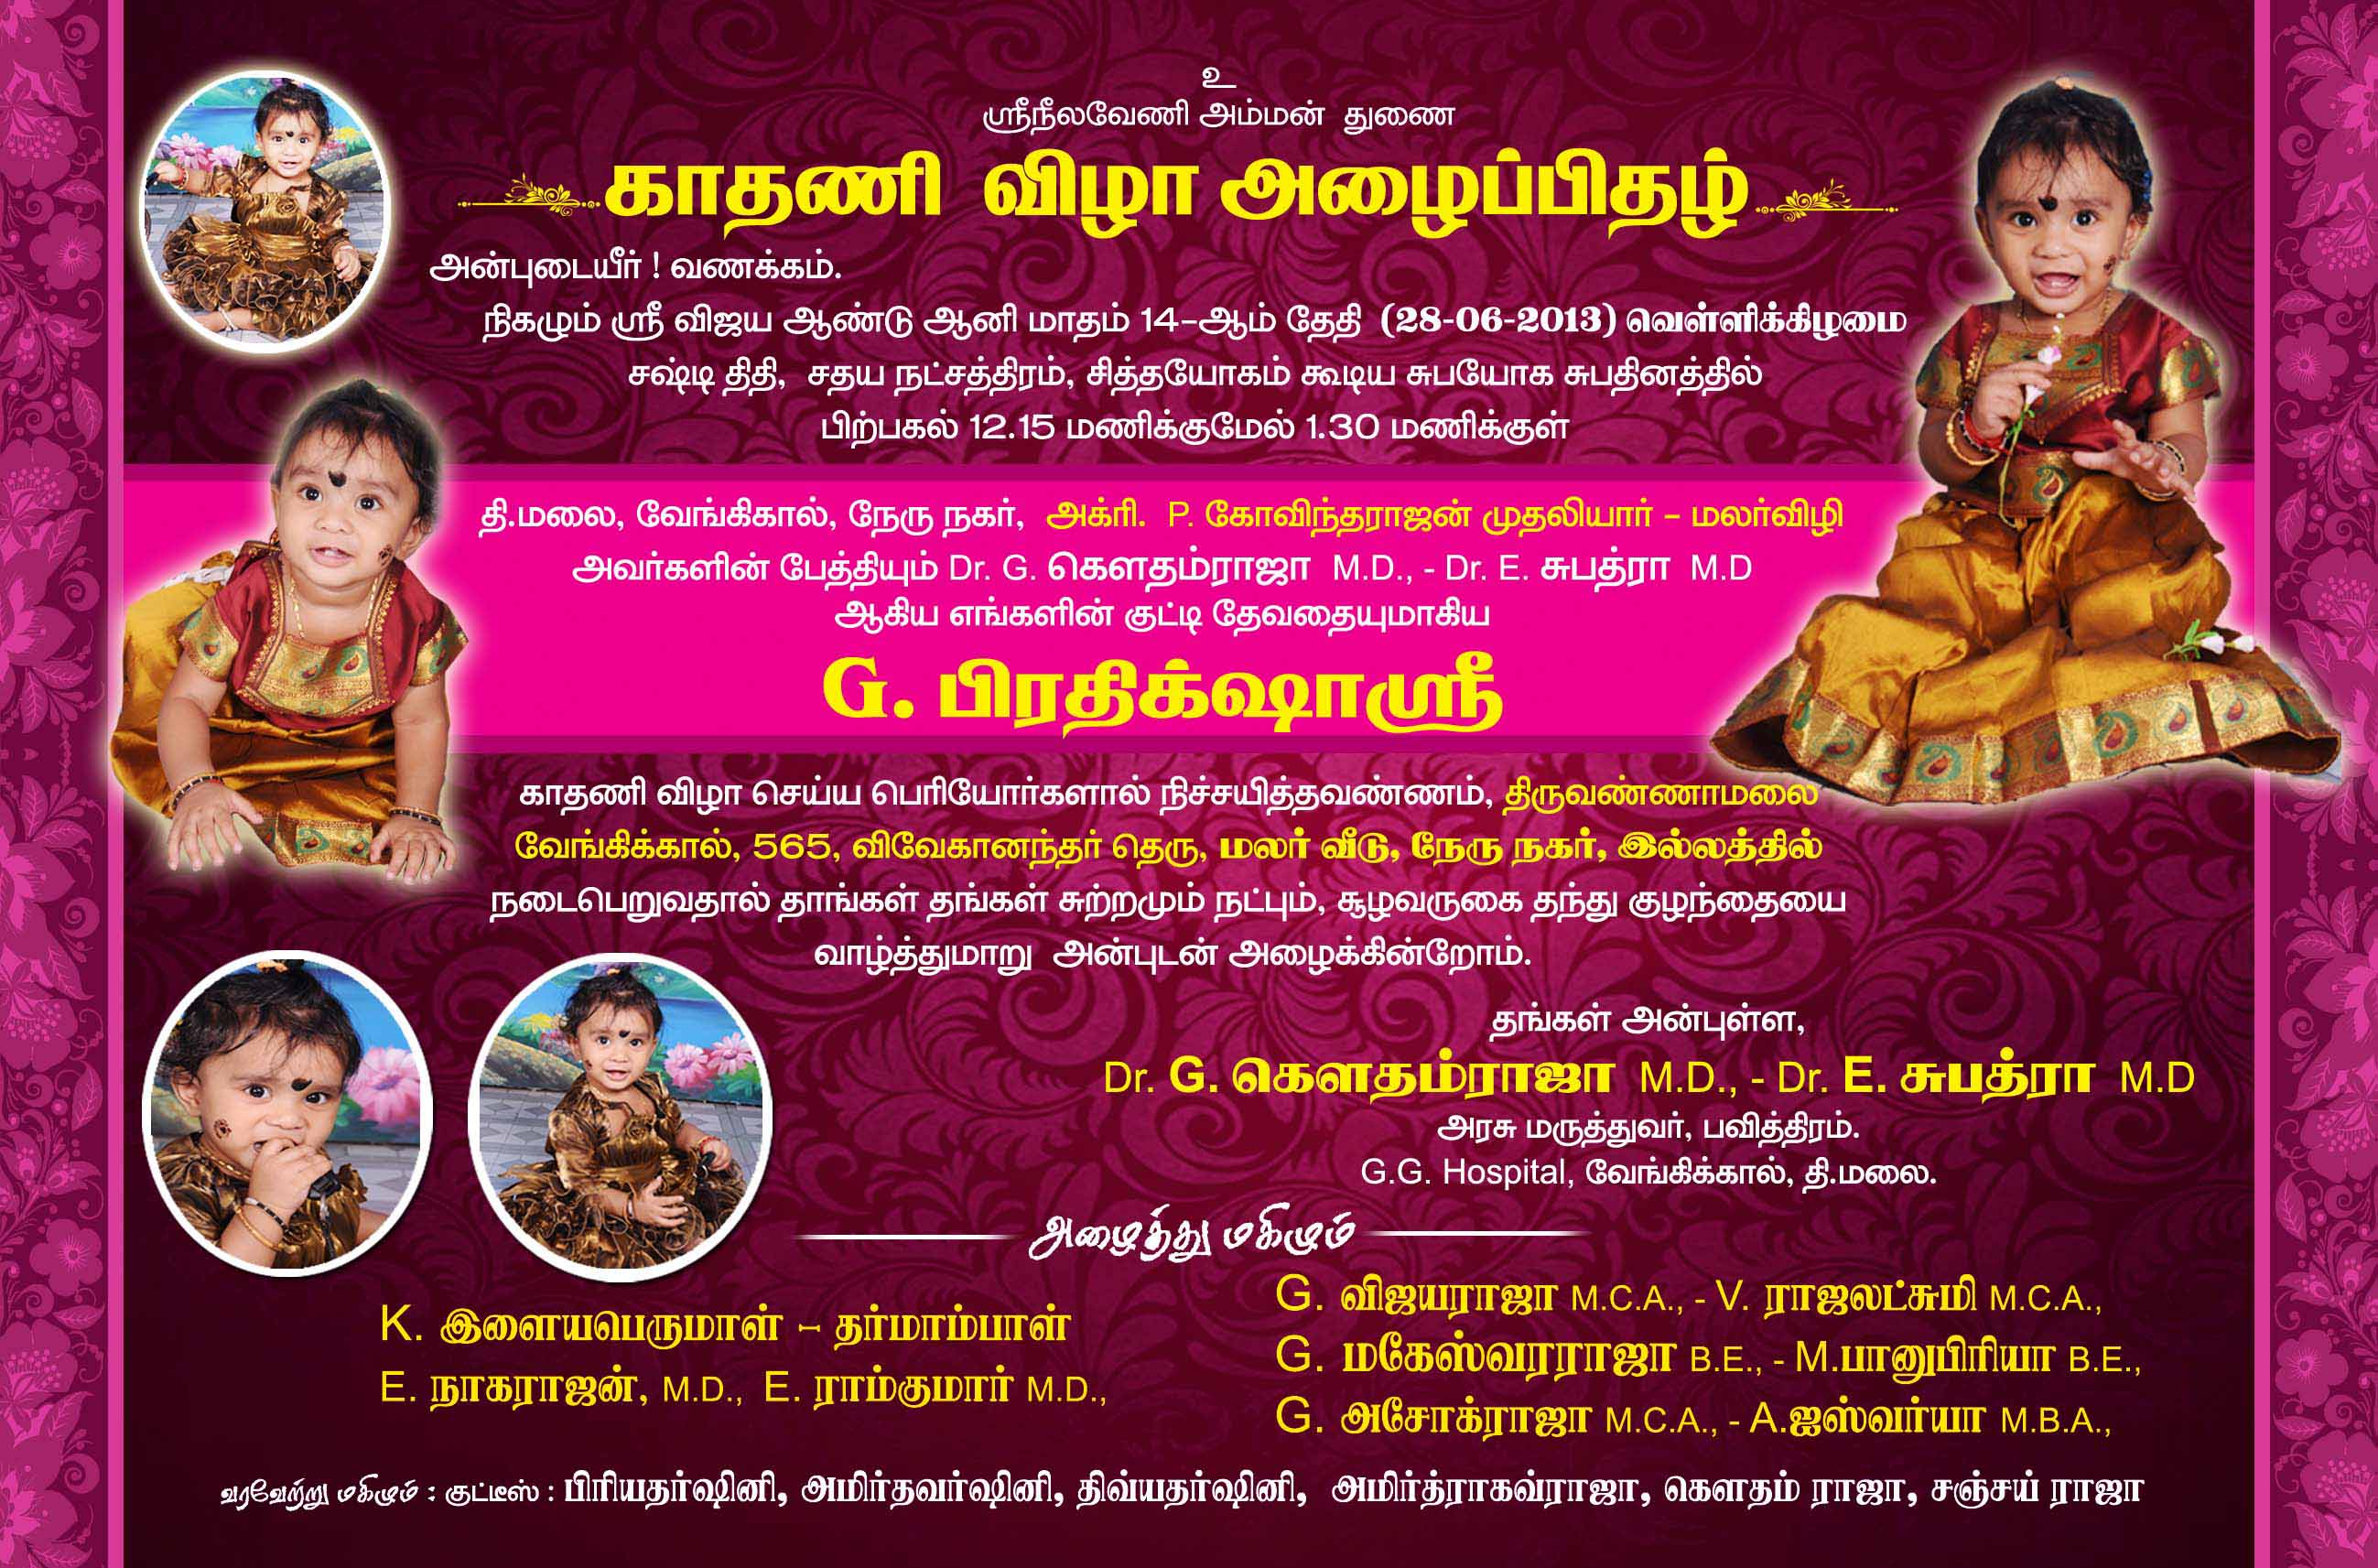 உ
ஸ்ரீநீலவேணி அம்மன் துணை
காதணி விழா அழைப்பிதழ்
அன்புடையீர் ! வணக்கம்.
நிகழும் ஸ்ரீ விஜய ஆண்டு ஆனி மாதம் 14-ஆம் தேதி (28-06-2013) வெள்ளிக்கிழமை
சஷ்டி திதி, சதய நட்சத்திரம், சித்தயோகம் கூடிய சுபயோக சுபதினத்தில்
பிற்பகல் 12.15 மணிக்குமேல் 1.30 மணிக்குள்
தி.மலை, வேங்கிகால், நேரு நகர், அக்ரி. P. கோவிந்தராஜன் முதலியார் – மலர்விழி
அவர்களின் பேத்தியும் Dr. G. கௌதம்ராஜா M.D., - Dr. E. சுபத்ரா M.D
ஆகிய எங்களின் குட்டி தேவதையுமாகிய
G. பிரதிக்ஷாஸ்ரீ
காதணி விழா செய்ய பெரியோர்களால் நிச்சயித்தவண்ணம், திருவண்ணாமலை
வேங்கிக்கால், 565, விவேகானந்தர் தெரு, மலர் வீடு, நேரு நகர், இல்லத்தில்
நடைபெறுவதால் தாங்கள் தங்கள் சுற்றமும் நட்பும், சூழவருகை தந்து குழந்தையை
வாழ்த்துமாறு அன்புடன் அழைக்கின்றோம்.
தங்கள் அன்புள்ள,
Dr. G. கௌதம்ராஜா M.D., - Dr. E. சுபத்ரா M.D
அரசு மருத்துவர், பவித்திரம்.
G.G. Hospital, வேங்கிக்கால், தி.மலை.
அழைத்து மகிழும்
K. இளையபெருமாள் – தர்மாம்பாள்
E. நாகராஜன், M.D., E. ராம்குமார் M.D.,
G. விஜயராஜா M.C.A., - V. ராஜலட்சுமி M.C.A.,
G. மகேஸ்வரராஜா B.E., - M.பானுபிரியா B.E.,
G. அசோக்ராஜா M.C.A., - A.ஐஸ்வர்யா M.B.A.,
வரவேற்று மகிழும் : குட்டீஸ் : பிரியதர்ஷினி, அமிர்தவர்ஷினி, திவ்யதர்ஷினி, அமிர்த்ராகவ்ராஜா, கௌதம் ராஜா, சஞ்சய் ராஜா